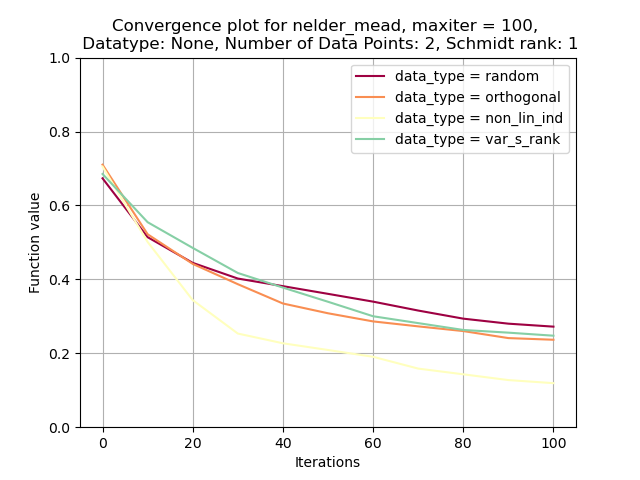 Convergence plot for nelder_mead, maxiter = 100,
Datatype: None, Number of Data Points: 2, Schmidt rank: 1
1.0
0.8
0.6
0.4
0.2
0.0
Function value
data_type = random
data_type = orthogonal
data_type = non_lin_ind
data_type = var_s_rank
0 20 40 60 80 100
Iterations